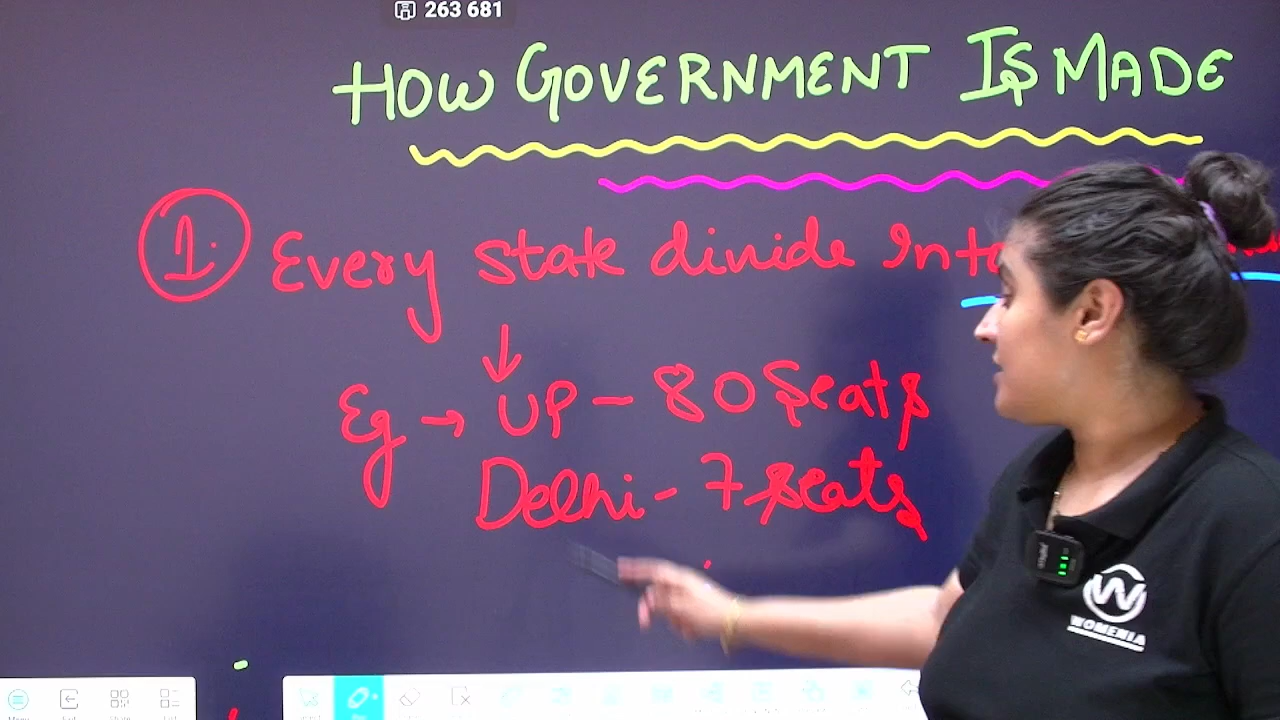 263 681
HOW GOVERNMENT IS MADE
1. Every state divide Into
Eg → UP - 80 Seats
Delhi - 7 seats
W
WOMENIA